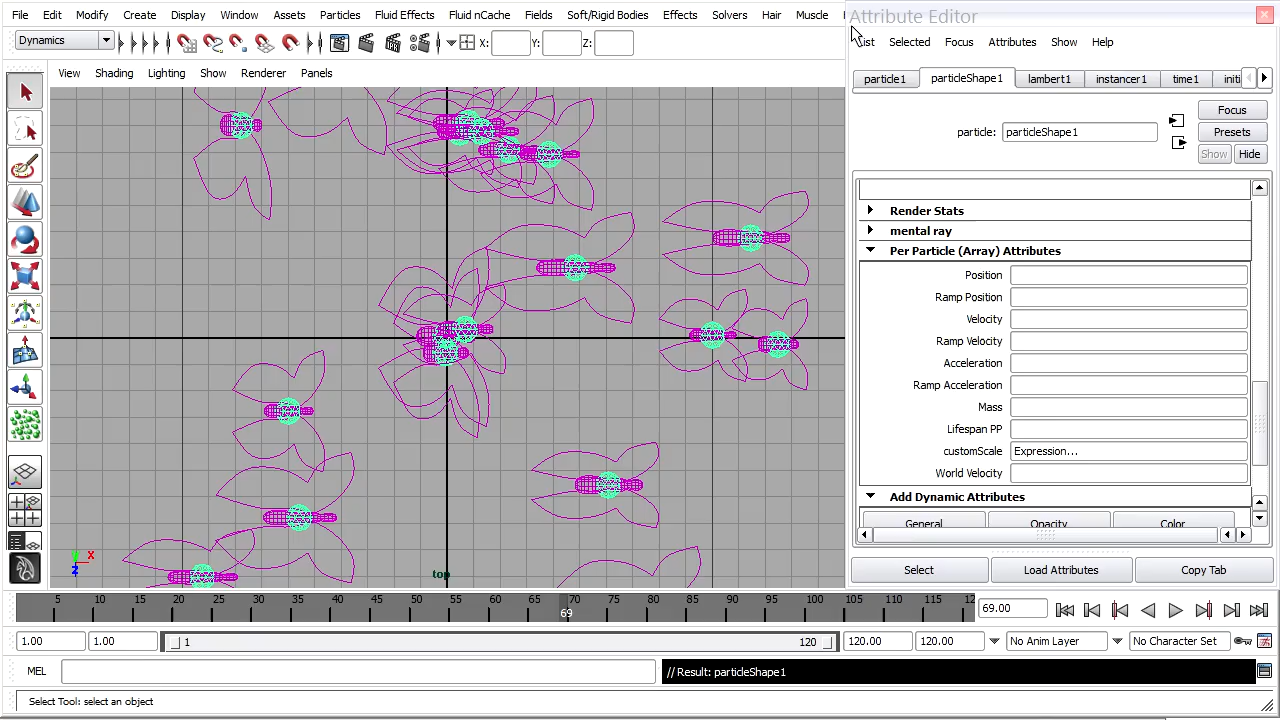 File Edit Modify Create Display Window Assets Particles Fluid Effects Fluid nCache Fields Soft/Rigid Bodies Effects Solvers Hair Muscle
Attribute Editor
Dynamics X: Y: Z:
List Selected Focus Attributes Show Help
View Shading Lighting Show Renderer Panels
particle1 particleShape1 lambert1 instancer1 time1 initi
particle: particleShape1
Focus
Presets
Show Hide
Render Stats
mental ray
Per Particle (Array) Attributes
Position
Ramp Position
Velocity
Ramp Velocity
Acceleration
Ramp Acceleration
Mass
Lifespan PP
customScale Expression...
World Velocity
Add Dynamic Attributes
General Opacity Color
y x
z
top
Select Load Attributes Copy Tab
5 10 15 20 25 30 35 40 45 50 55 60 65 70 75 80 85 90 95 100 105 110 115 12
69
69.00
1.00 1.00 1 120 120.00 120.00 No Anim Layer No Character Set
MEL // Result: particleShape1
Select Tool: select an object